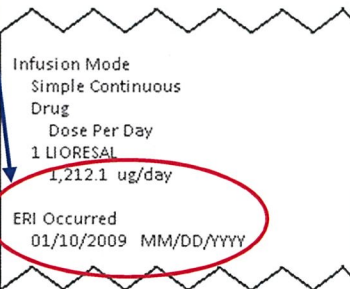 Infusion Mode
Simple Continuous
Drug
Dose Per Day
1 LIORESAL
1,212.1 ug/day
ERI Occurred
01/10/2009 MM/DD/YYYY